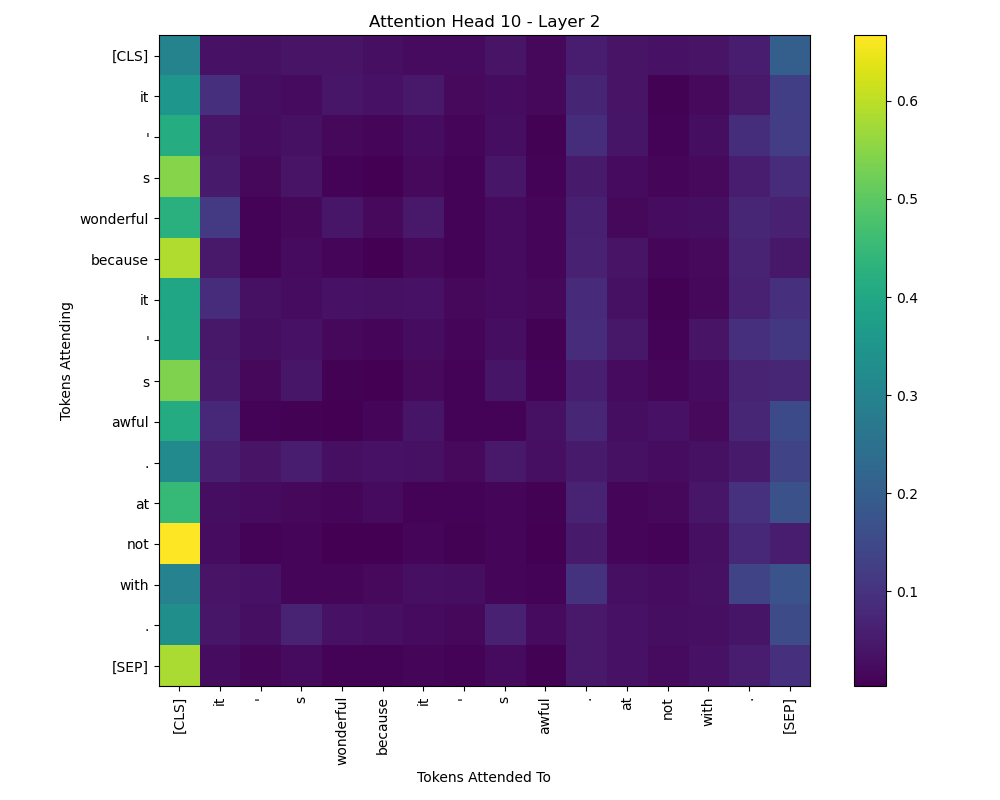 Attention Head 10 - Layer 2
[CLS]
it
'
s
wonderful
because
it
'
s
awful
.
at
not
with
.
[SEP]
Tokens Attending
[CLS]
it
'
s
wonderful
because
it
'
s
awful
.
at
not
with
.
[SEP]
Tokens Attended To
0.6
0.5
0.4
0.3
0.2
0.1